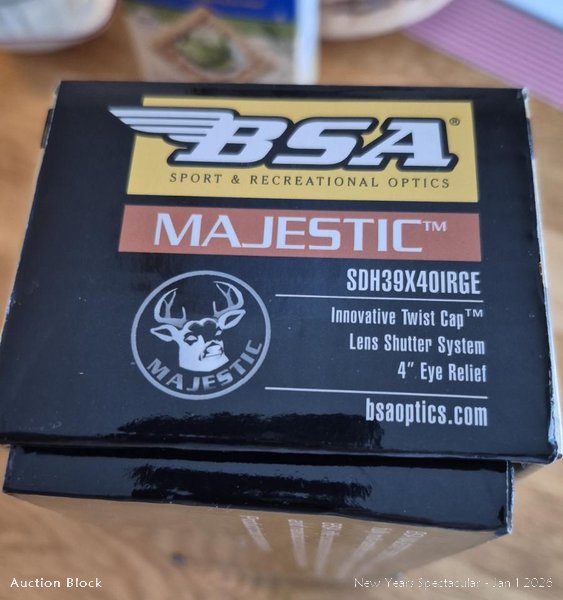 BSA®
SPORT & RECREATIONAL OPTICS
MAJESTIC™
SDH39X40IRGE
Innovative Twist Cap™
Lens Shutter System
4" Eye Relief
MAJESTIC
bsaoptics.com
Auction Block
New Years Spectacular - Jan 1 2026